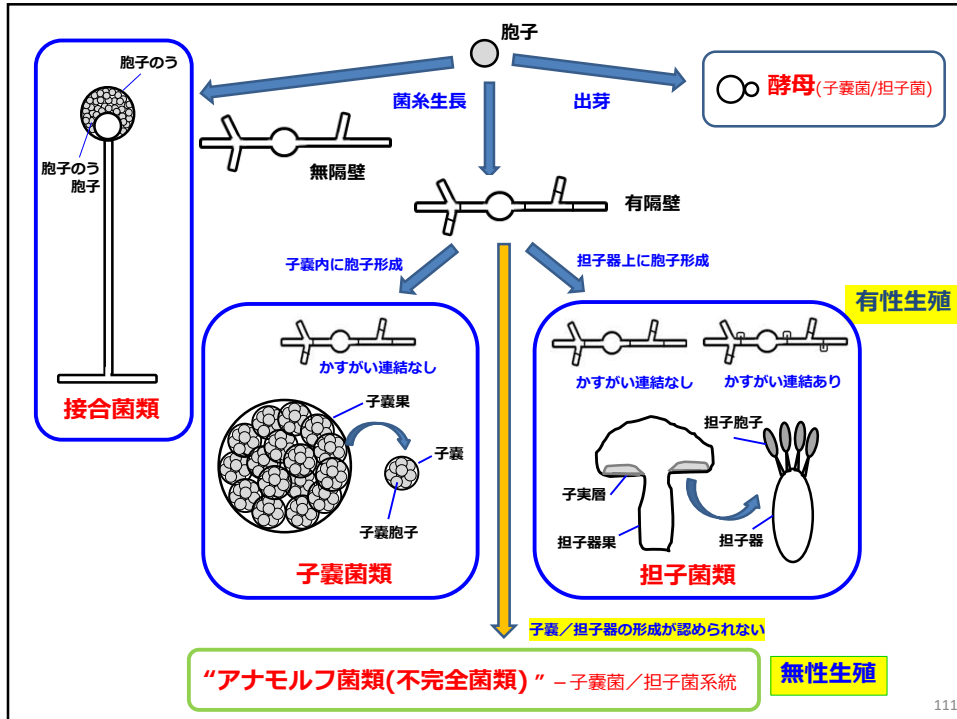 胞子
胞子のう
菌糸生長
出芽
酵母(子嚢菌/担子菌)
胞子のう
胞子
無隔壁
有隔壁
子嚢内に胞子形成
担子器上に胞子形成
有性生殖
接合菌類
かすがい連結なし
子嚢果
子嚢
子嚢胞子
子嚢菌類
かすがい連結なし
かすがい連結あり
担子胞子
子実層
担子器果
担子器
担子菌類
子嚢／担子器の形成が認められない
“アナモルフ菌類(不完全菌類) ” –子嚢菌／担子菌系統
無性生殖
111